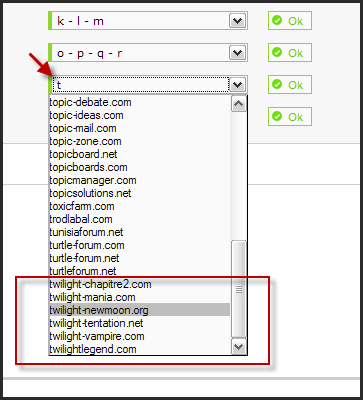 k - l - m
Ok
o - p - q - r
Ok
t
Ok
topic-debate.com
topic-ideas.com
topic-mail.com
topic-zone.com
topicboard.net
topicboards.com
topicmanager.com
topicsolutions.net
toxicfarm.com
trodlabal.com
tunisiaforum.net
turtle-forum.com
turtle-forum.net
turtleforum.net
twilight-chapitre2.com
twilight-mania.com
twilight-newmoon.org
twilight-tentation.net
twilight-vampire.com
twilightlegend.com